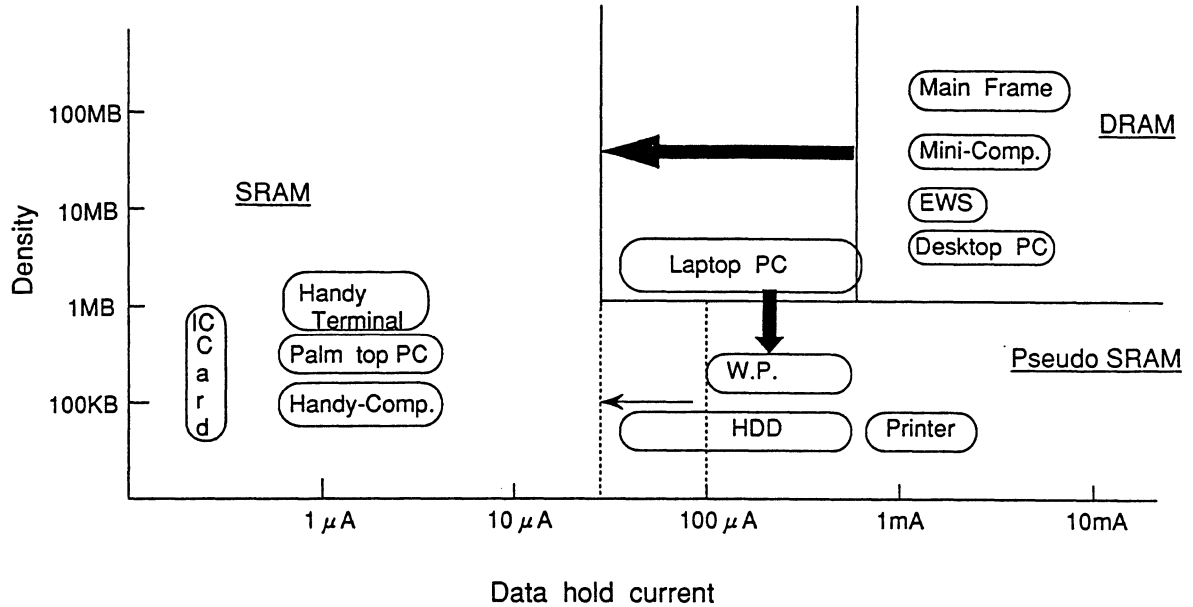 Density
100MB
10MB
1MB
100KB
SRAM
IC
C
a
r
d
Handy
Terminal
Palm top PC
Handy-Comp.
Main Frame
Mini-Comp.
EWS
Desktop PC
DRAM
Laptop PC
W.P.
HDD
Printer
Pseudo SRAM
1 μA
10 μA
100 μA
1mA
10mA
Data hold current